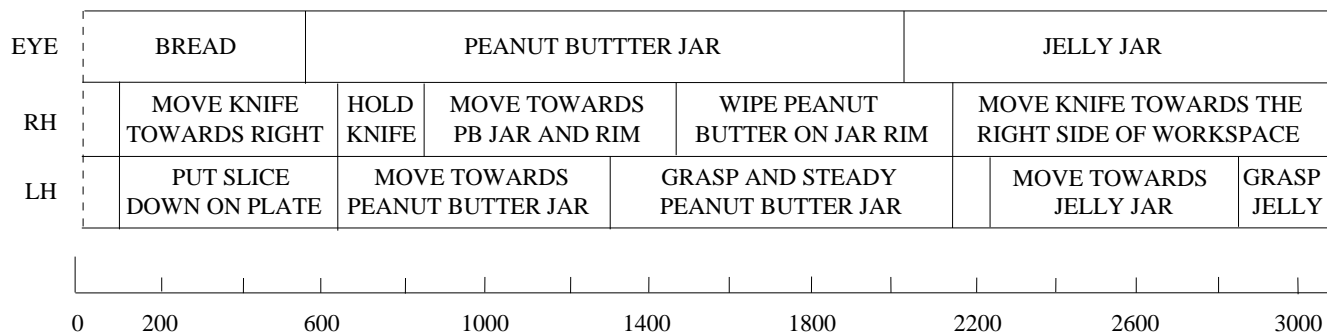 EYE BREAD PEANUT BUTTTER JAR JELLY JAR
RH MOVE KNIFE TOWARDS RIGHT
HOLD KNIFE
MOVE TOWARDS PB JAR AND RIM
WIPE PEANUT BUTTER ON JAR RIM
MOVE KNIFE TOWARDS THE RIGHT SIDE OF WORKSPACE
LH PUT SLICE DOWN ON PLATE
MOVE TOWARDS PEANUT BUTTER JAR
GRASP AND STEADY PEANUT BUTTER JAR
MOVE TOWARDS JELLY JAR
GRASP JELLY
0 200 600 1000 1400 1800 2200 2600 3000